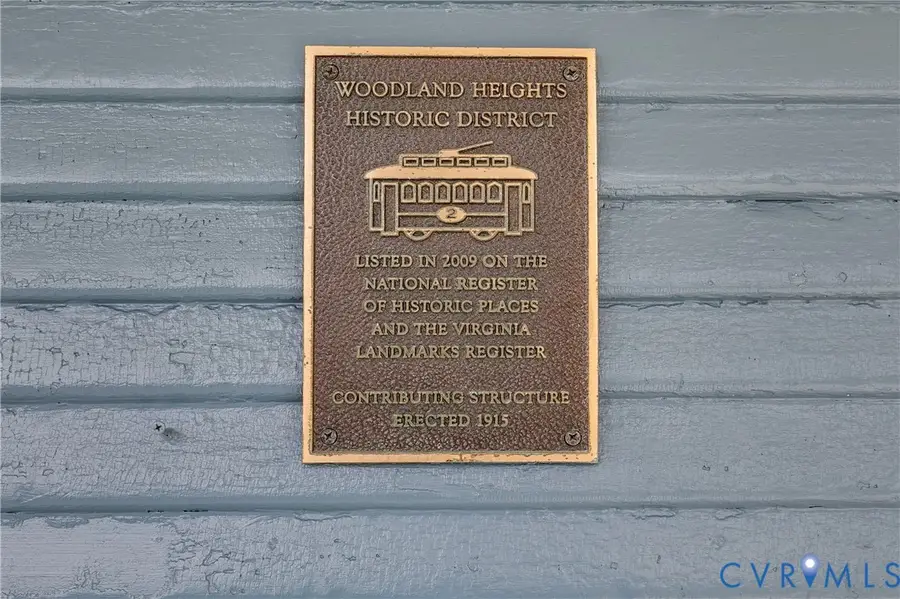 WOODLAND HEIGHTS
HISTORIC DISTRICT
2
LISTED IN 2009 ON THE
NATIONAL REGISTER
OF HISTORIC PLACES
AND THE VIRGINIA
LANDMARKS REGISTER
CONTRIBUTING STRUCTURE
ERECTED 1915
CVRMLS